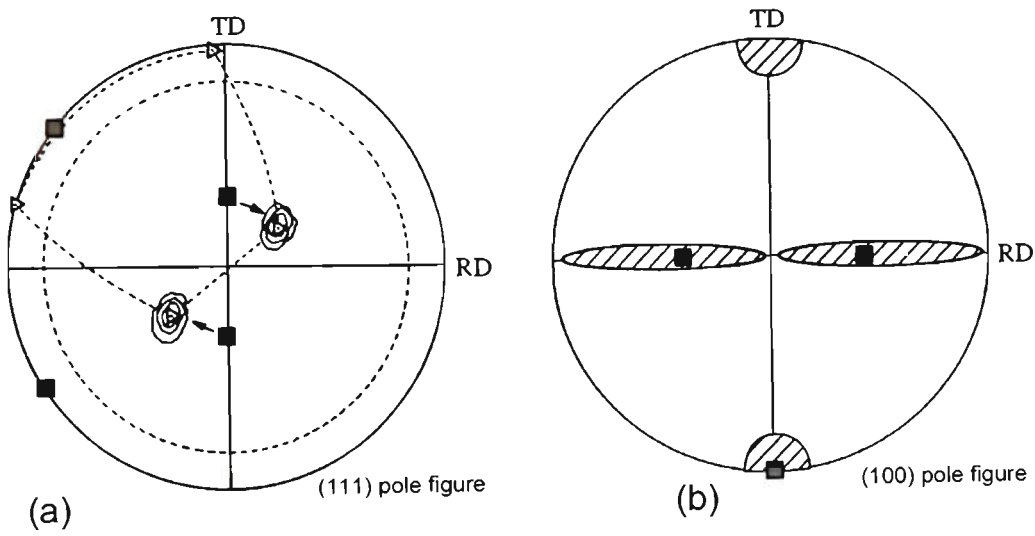 TD
RD
(111) pole figure
(a)
TD
RD
(100) pole figure
(b)